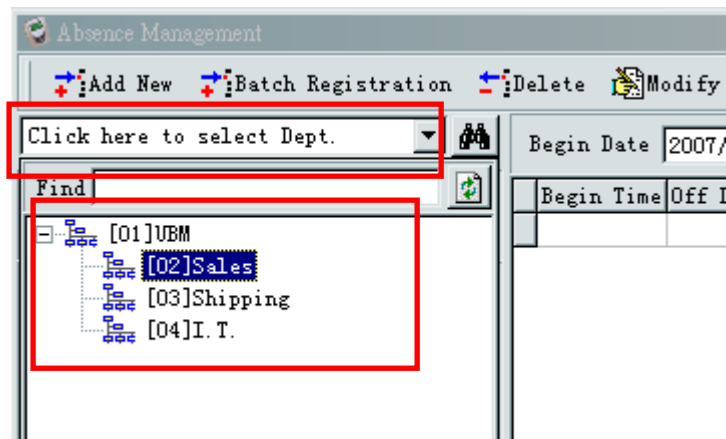 Absence Management
Add New Batch Registration Delete Modify
Click here to select Dept.
Begin Date 2007/
Find
Begin Time Off
[01]UBM
[02]Sales
[03]Shipping
[04]I.T.